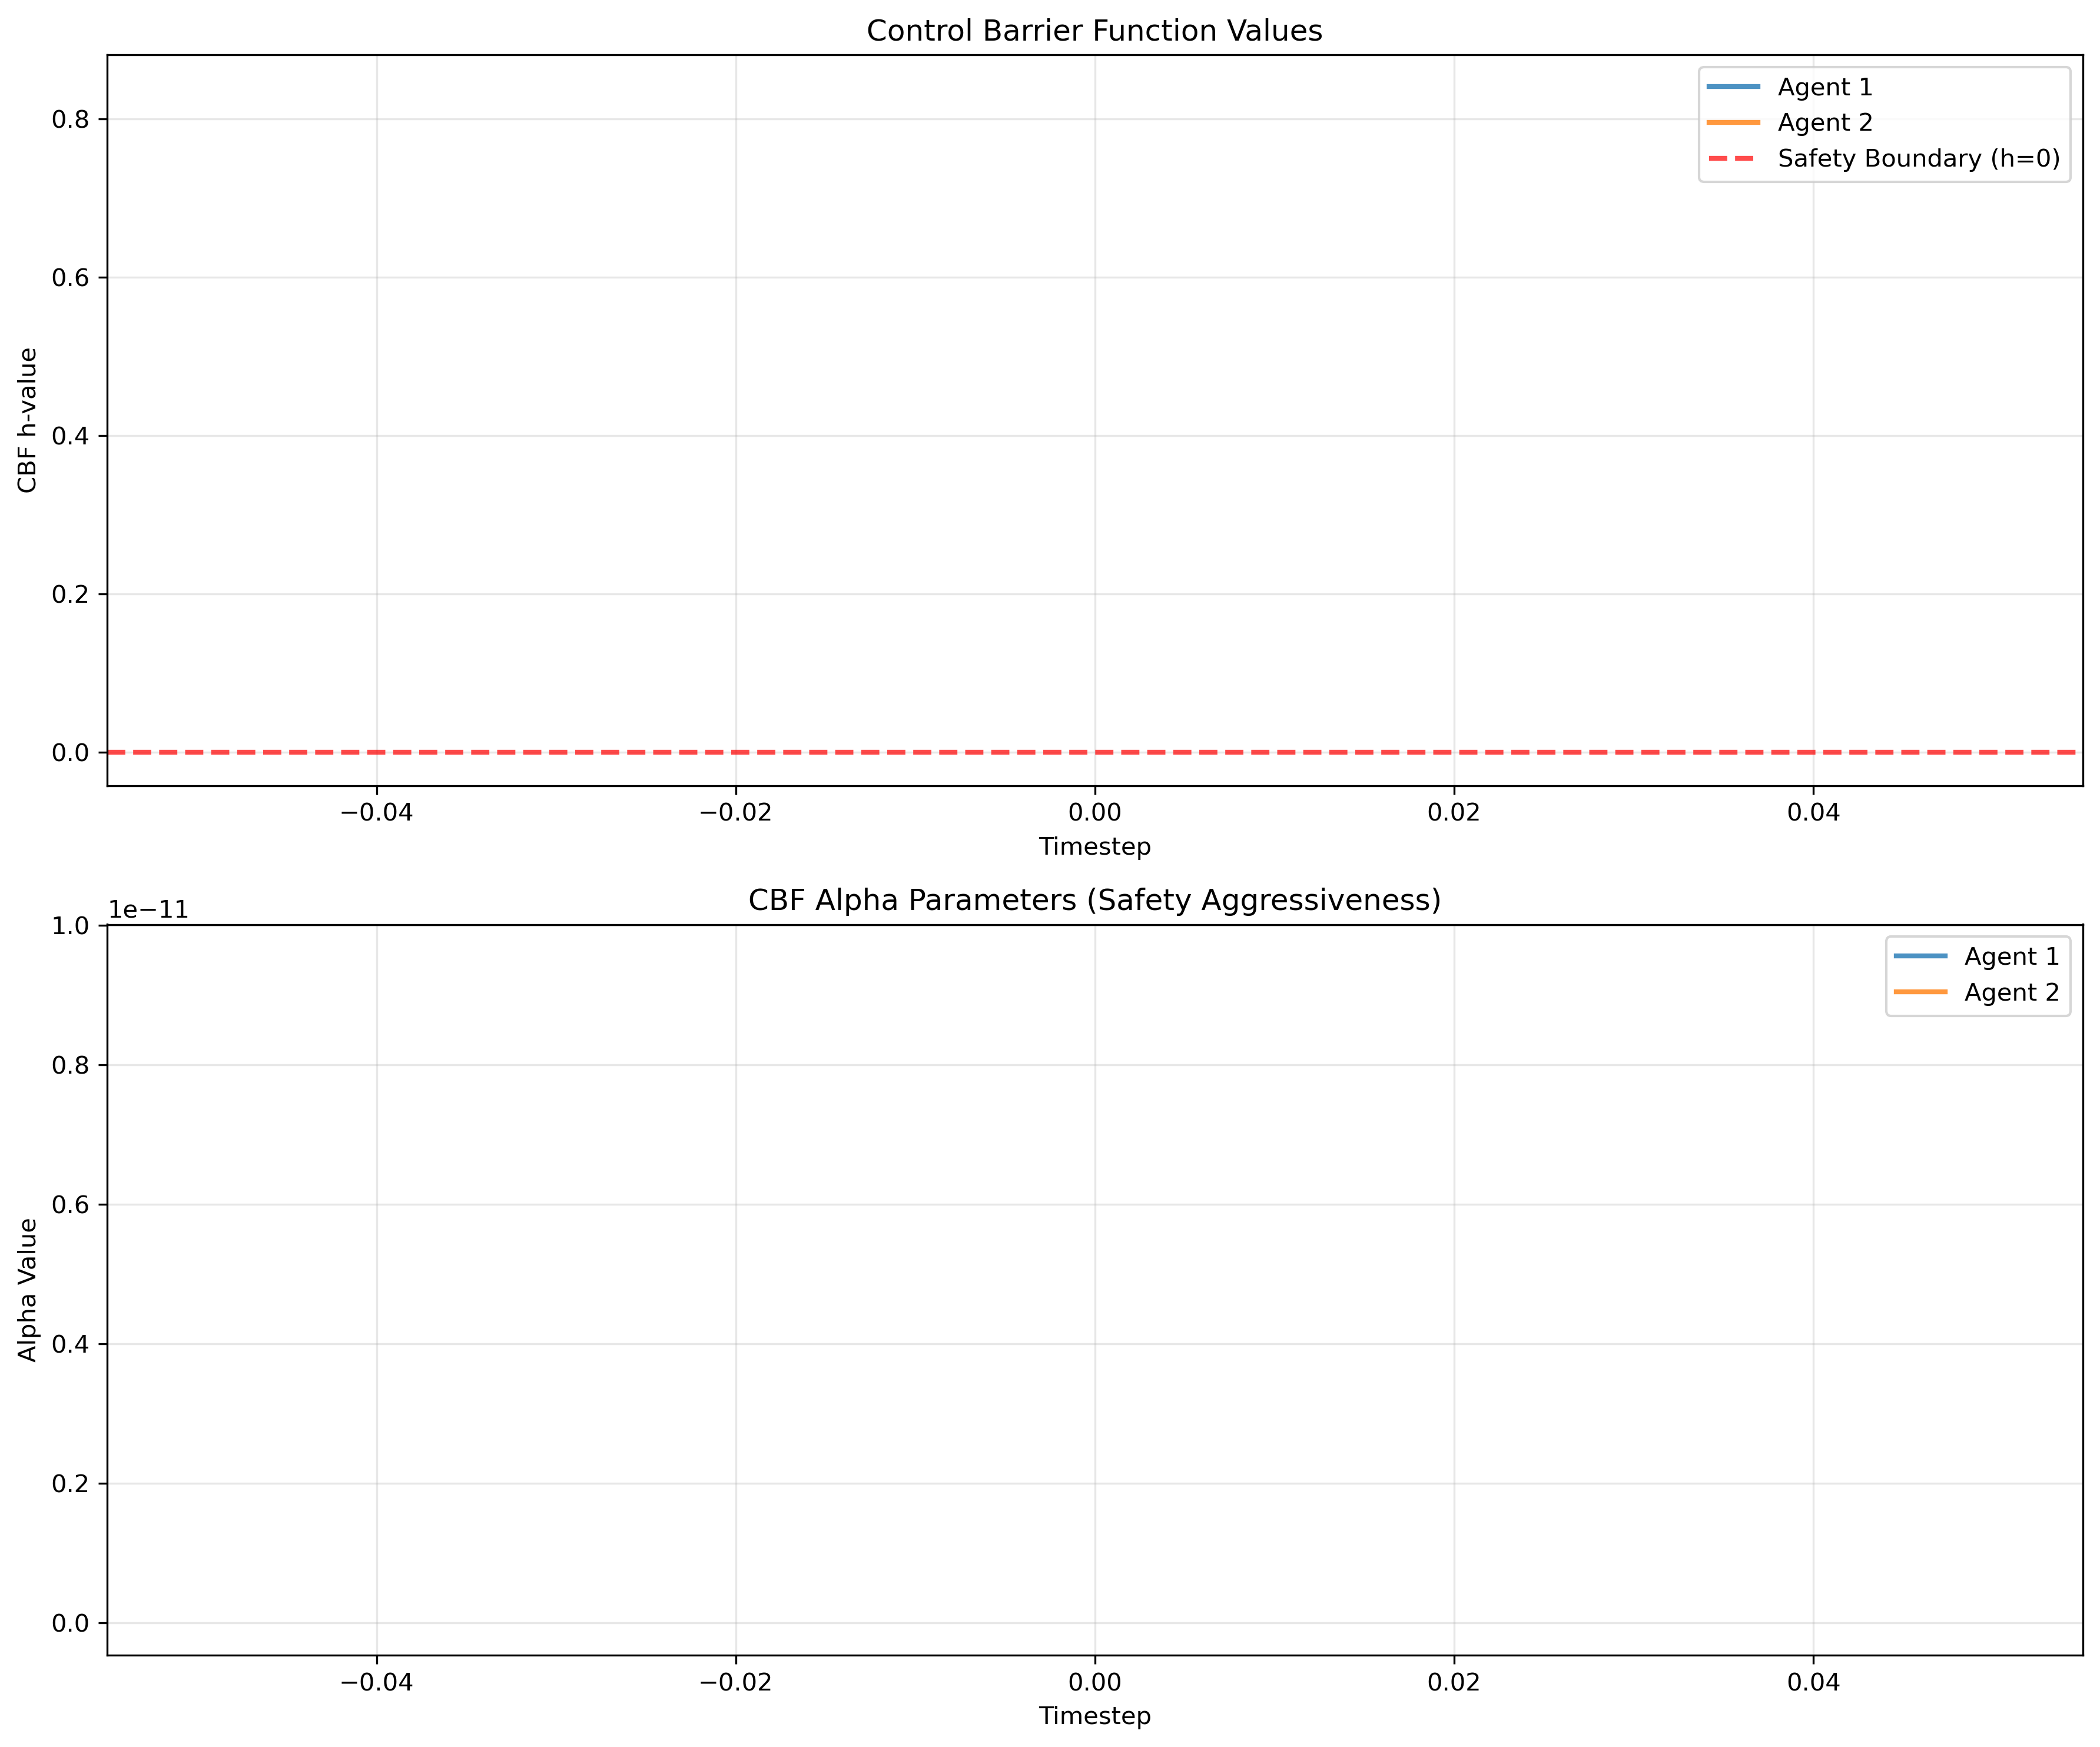 Control Barrier Function Values
Agent 1
Agent 2
Safety Boundary (h=0)
CBF h-value
0.8
0.6
0.4
0.2
0.0
−0.04
−0.02
0.00
0.02
0.04
Timestep
CBF Alpha Parameters (Safety Aggressiveness)
1e−11
Agent 1
Agent 2
Alpha Value
1.0
0.8
0.6
0.4
0.2
0.0
−0.04
−0.02
0.00
0.02
0.04
Timestep